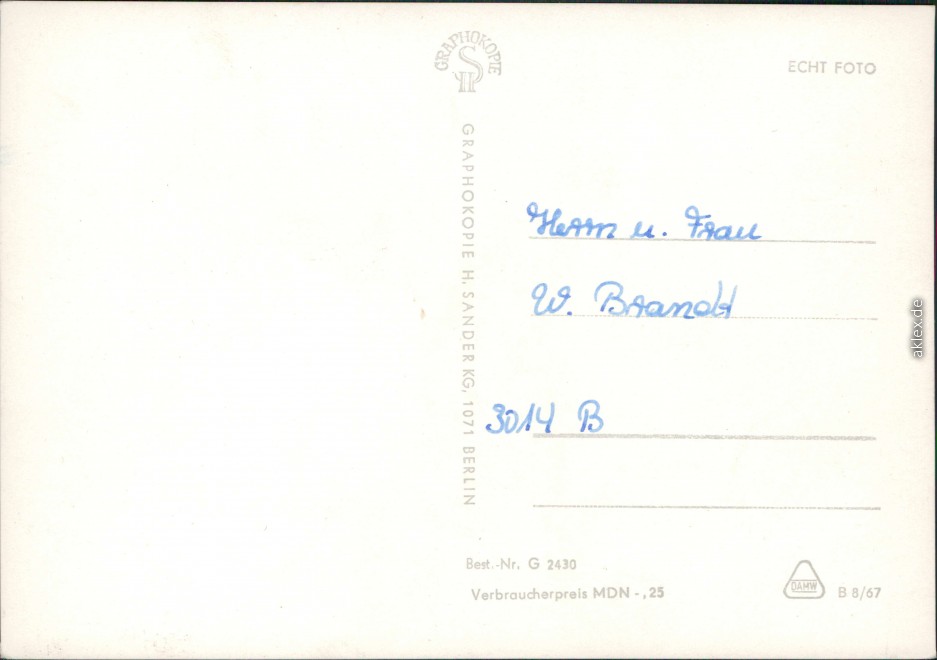 GRAPHOKOPIE
ECHT FOTO
GRAPHOKOPIE H. SANDER KG, 1071 BERLIN
Herrn u. Frau
W. Brandt
3014 B
Best.-Nr. G 2430
Verbraucherpreis MDN -,25
DAMW
B 8/67
aklex.de